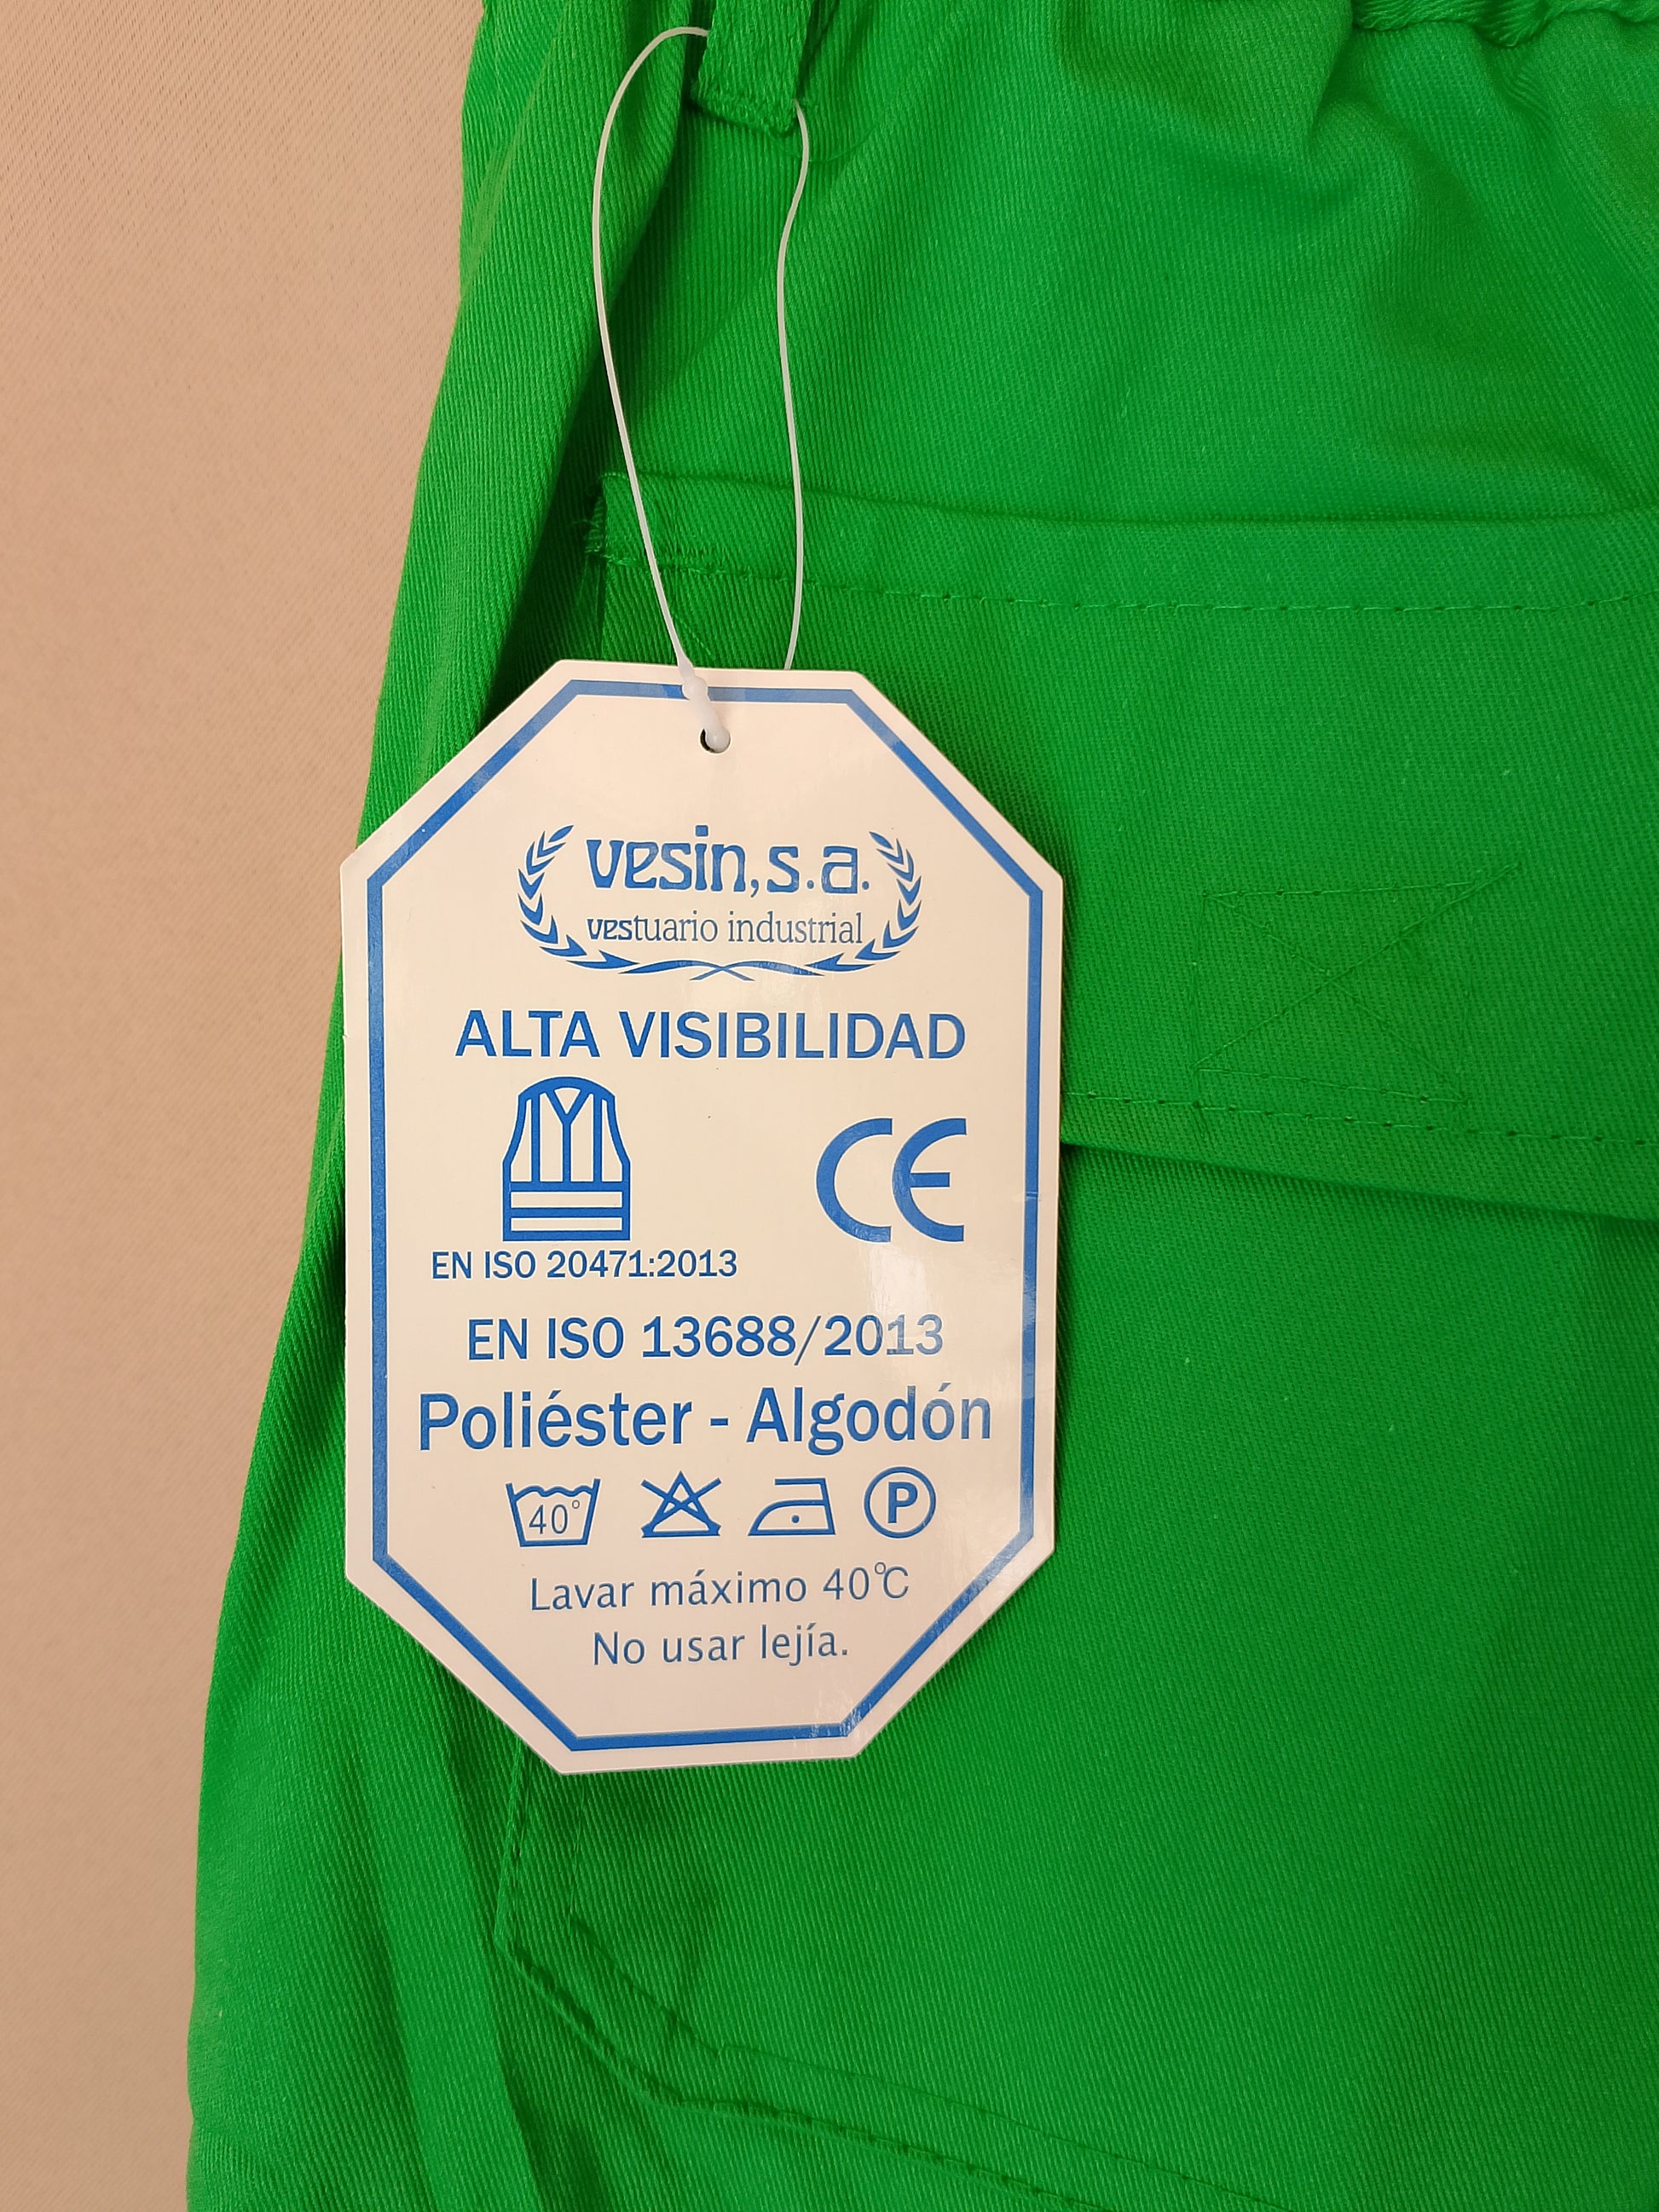 vesin, s.a.
vestuario industrial
ALTA VISIBILIDAD
CE
EN ISO 20471:2013
EN ISO 13688/2013
Poliéster - Algodón
40° P
Lavar máximo 40℃
No usar lejía.